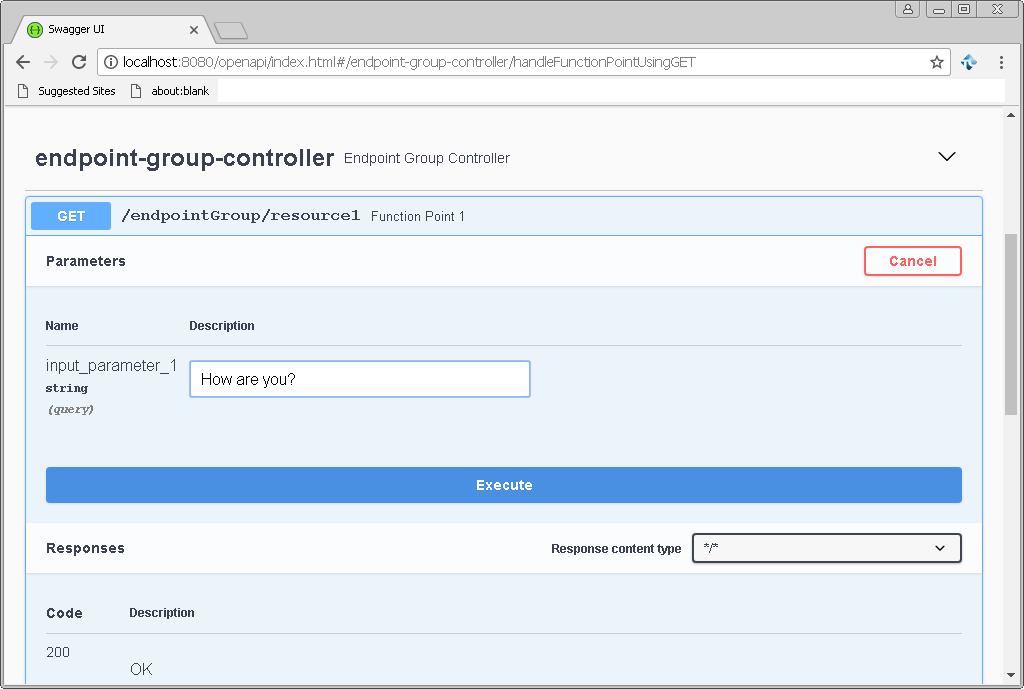 Swagger UI
localhost:8080/openapi/index.html#/endpoint-group-controller/handleFunctionPointUsingGET
Suggested Sites about:blank
endpoint-group-controller Endpoint Group Controller
GET /endpointGroup/resource1 Function Point 1
Parameters Cancel
Name Description
input_parameter_1
How are you?
string
(query)
Execute
Responses Response content type */*
Code Description
200
OK